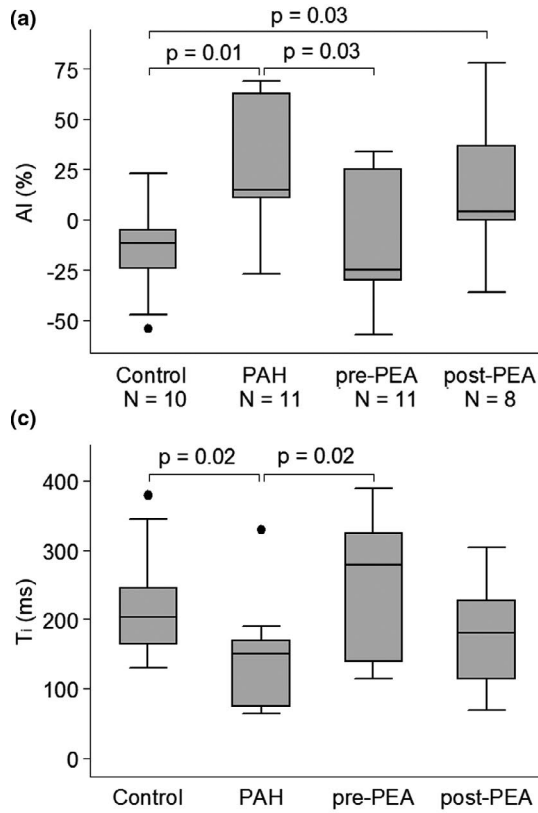 (a)
p = 0.03
p = 0.01 p = 0.03
AI (%)
75
50
25
0
-25
-50
Control PAH pre-PEA post-PEA
N = 10 N = 11 N = 11 N = 8
(c)
p = 0.02 p = 0.02
Ti (ms)
400
300
200
100
0
Control PAH pre-PEA post-PEA